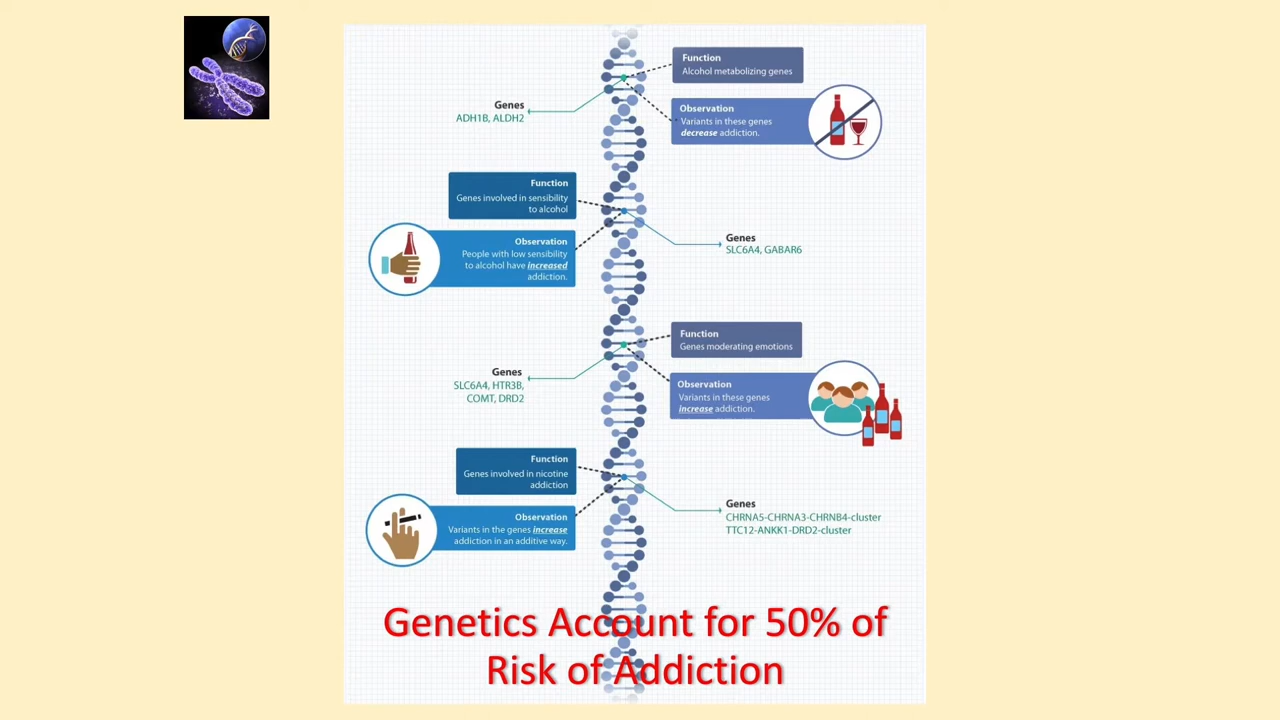 Function
Alcohol metabolizing genes
Genes
ADH1B, ALDH2
Observation
Variants in these genes
decrease addiction.
Function
Genes involved in sensibility
to alcohol
Observation
People with low sensibility
to alcohol have increased
addiction.
Genes
SLC6A4, GABAR6
Function
Genes moderating emotions
Genes
SLC6A4, HTR3B,
COMT, DRD2
Observation
Variants in these genes
increase addiction.
Function
Genes involved in nicotine
addiction
Observation
Variants in the genes increase
addiction in an additive way.
Genes
CHRNA5-CHRNA3-CHRNB4-cluster
TTC12-ANKK1-DRD2-cluster
Genetics Account for 50% of
Risk of Addiction